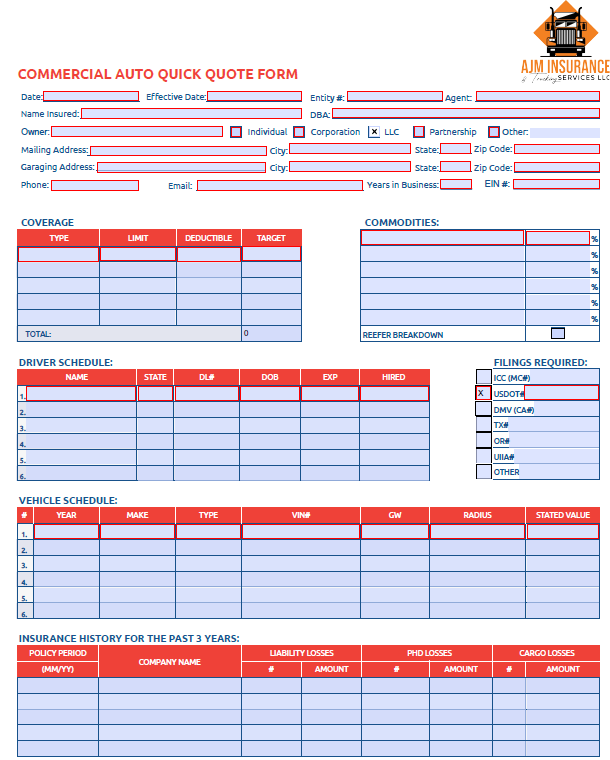 AJM INSURANCE
& Trucking SERVICES LLC
COMMERCIAL AUTO QUICK QUOTE FORM
Date: Effective Date: Entity #: Agent:
Name Insured: DBA:
Owner: Individual Corporation X LLC Partnership Other:
Mailing Address: City: State: Zip Code:
Garaging Address: City: State: Zip Code:
Phone: Email: Years in Business: EIN #:
COVERAGE COMMODITIES:
TYPE LIMIT DEDUCTIBLE TARGET %
%
%
%
%
%
TOTAL: 0 REEFER BREAKDOWN
DRIVER SCHEDULE: FILINGS REQUIRED:
NAME STATE DL# DOB EXP HIRED ICC (MC#)
1. X USDOT#
2. DMV (CA#)
3. TX#
4. OR#
5. UIIA#
6. OTHER
VEHICLE SCHEDULE:
# YEAR MAKE TYPE VIN# GW RADIUS STATED VALUE
1.
2.
3.
4.
5.
6.
INSURANCE HISTORY FOR THE PAST 3 YEARS:
POLICY PERIOD COMPANY NAME LIABILITY LOSSES PHD LOSSES CARGO LOSSES
(MM/YY) # AMOUNT # AMOUNT # AMOUNT